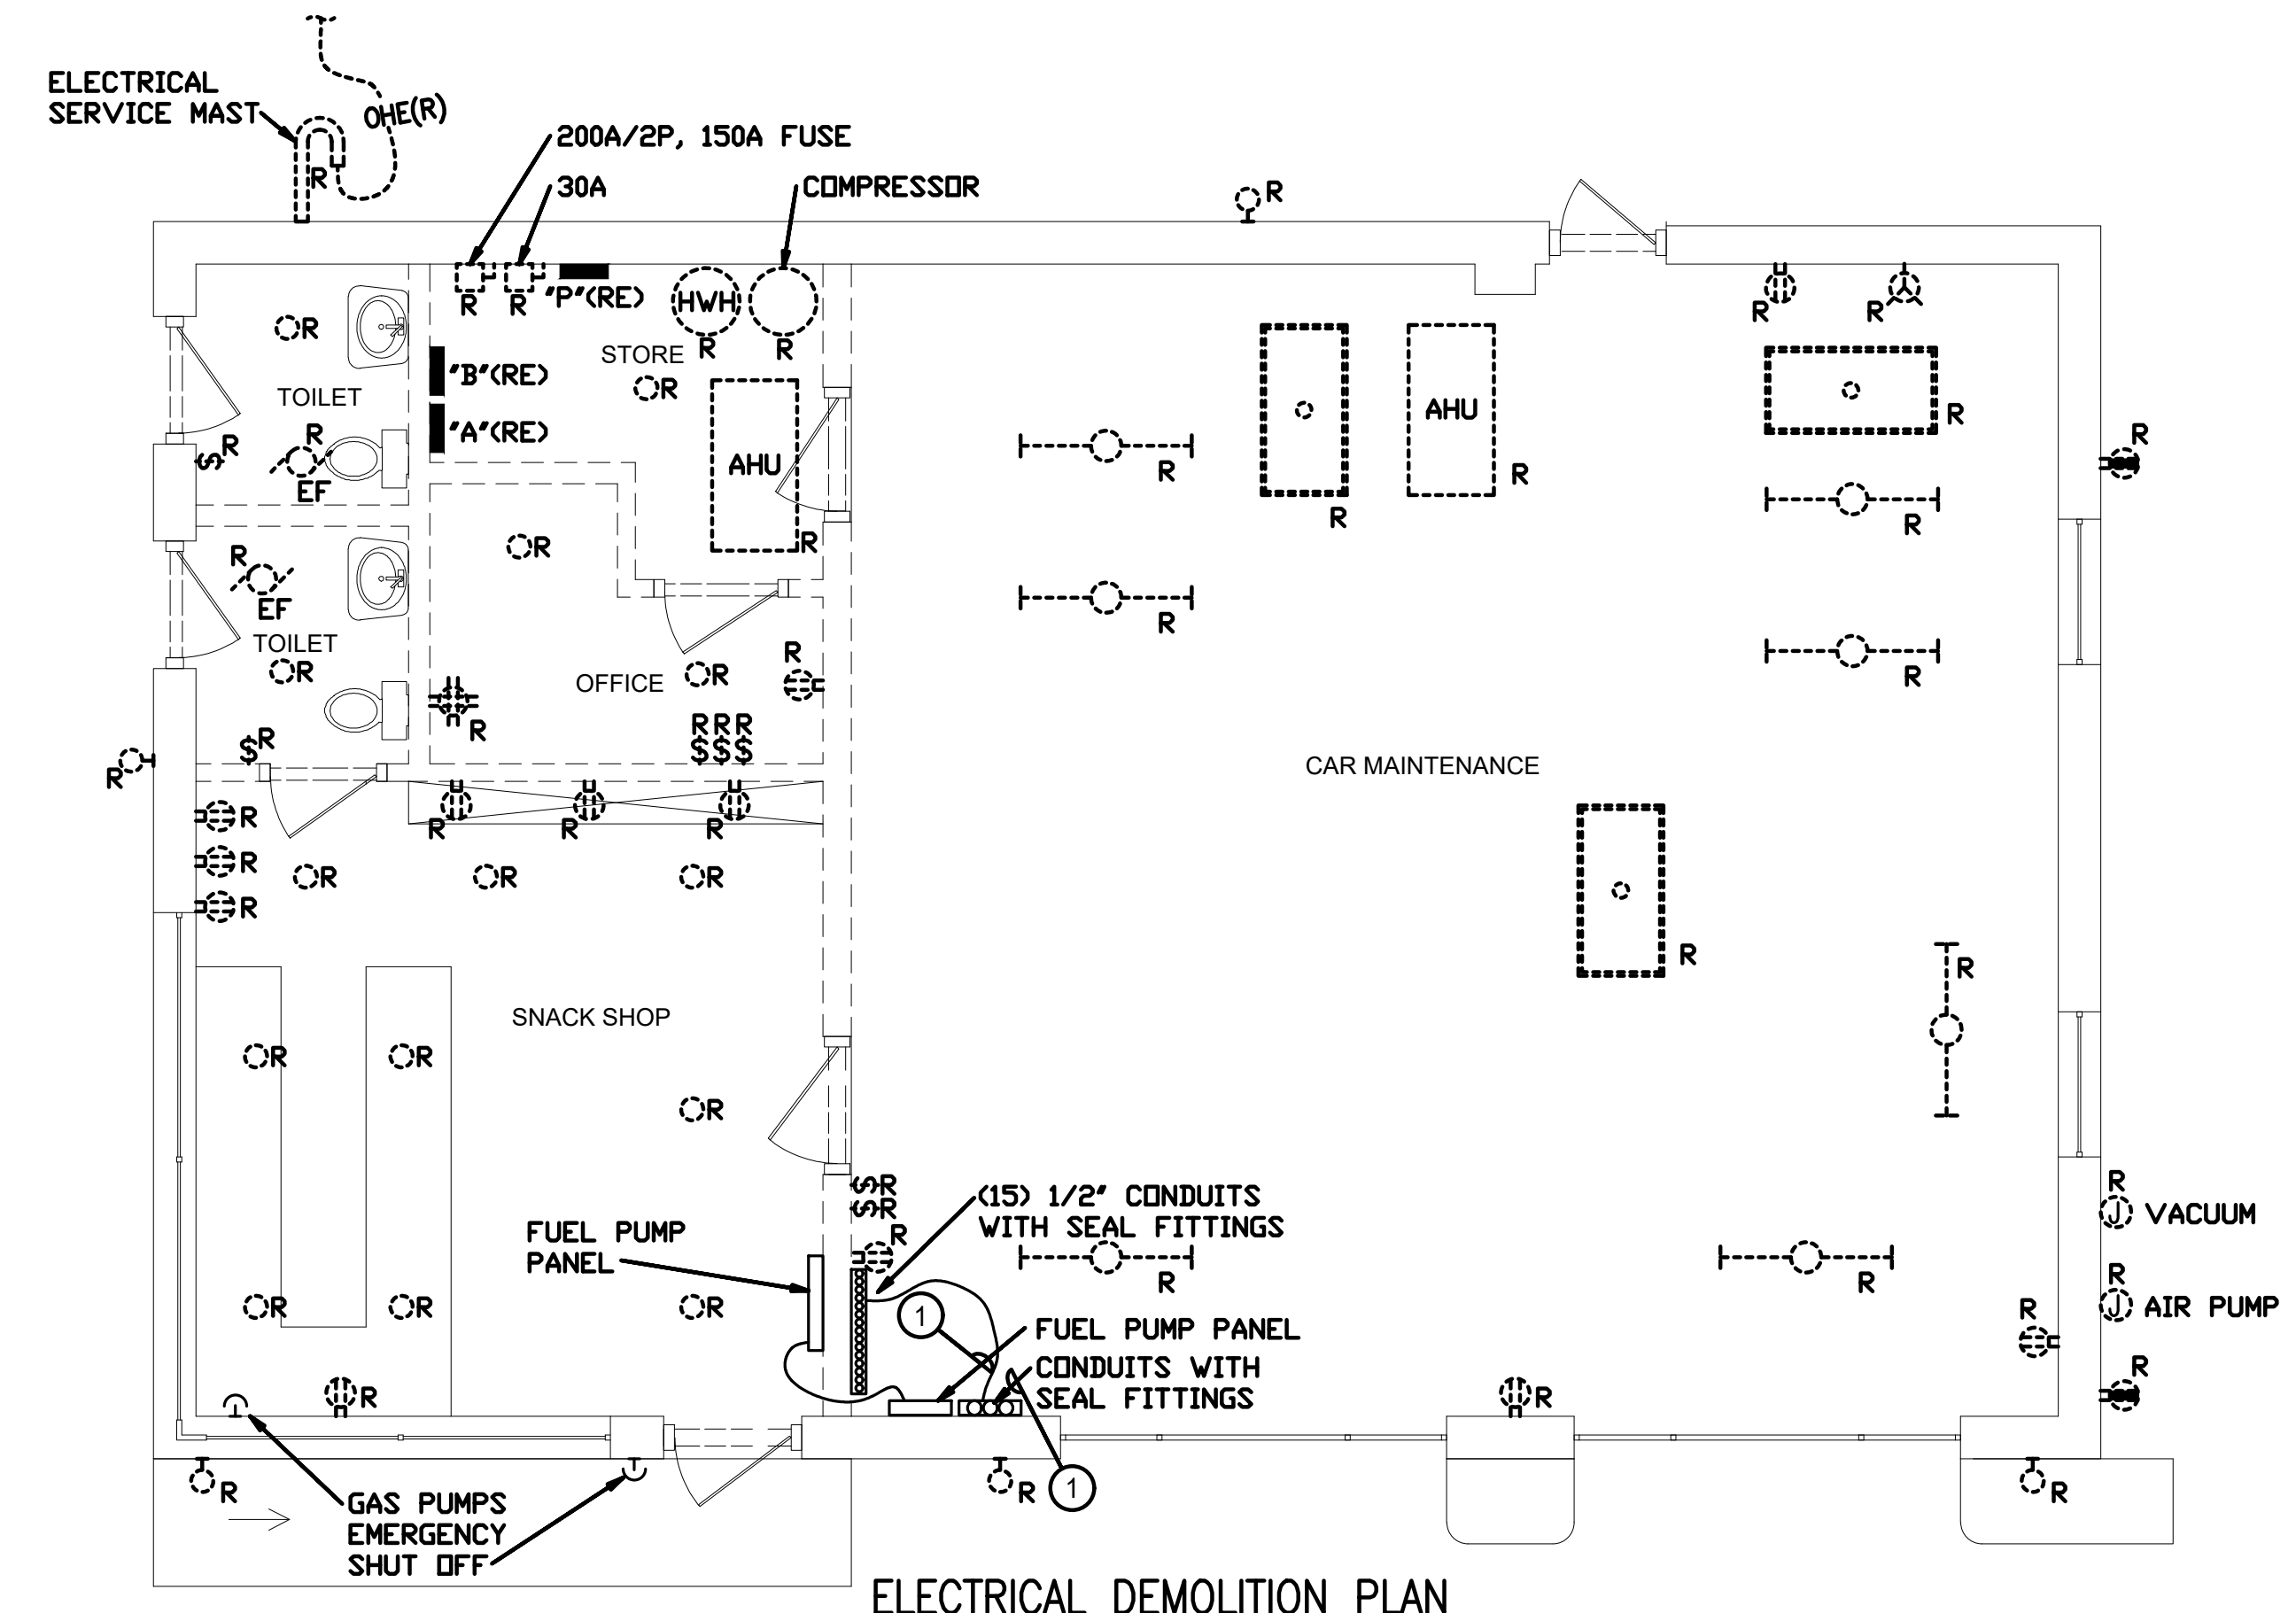 ELECTRICAL
SERVICE MAST
OHE(R)
R
200A/2P, 150A FUSE
30A
COMPRESSOR
R
R
R
"P"(RE)
HWH
R
R
R
R
R
STORE
R
"B"(RE)
TOILET
"A"(RE)
AHU
R
AHU
R
R
R
R
R
EF
R
R
R
R
R
R
EF
R
R
TOILET
R
OFFICE
R
R
R
R
R R R
$ $ $
$ R
R
CAR MAINTENANCE
R
R
R
R
R
R
R
R
R
R
R
SNACK SHOP
R
R
R
$ R
$ R
R
(15) 1/2" CONDUITS
WITH SEAL FITTINGS
R
J VACUUM
FUEL PUMP
PANEL
R
R
R
R
R
R
1
R
J AIR PUMP
FUEL PUMP PANEL
R
CONDUITS WITH
SEAL FITTINGS
R
R
R
R
R
1
R
GAS PUMPS
EMERGENCY
SHUT OFF
ELECTRICAL DEMOLITION PLAN